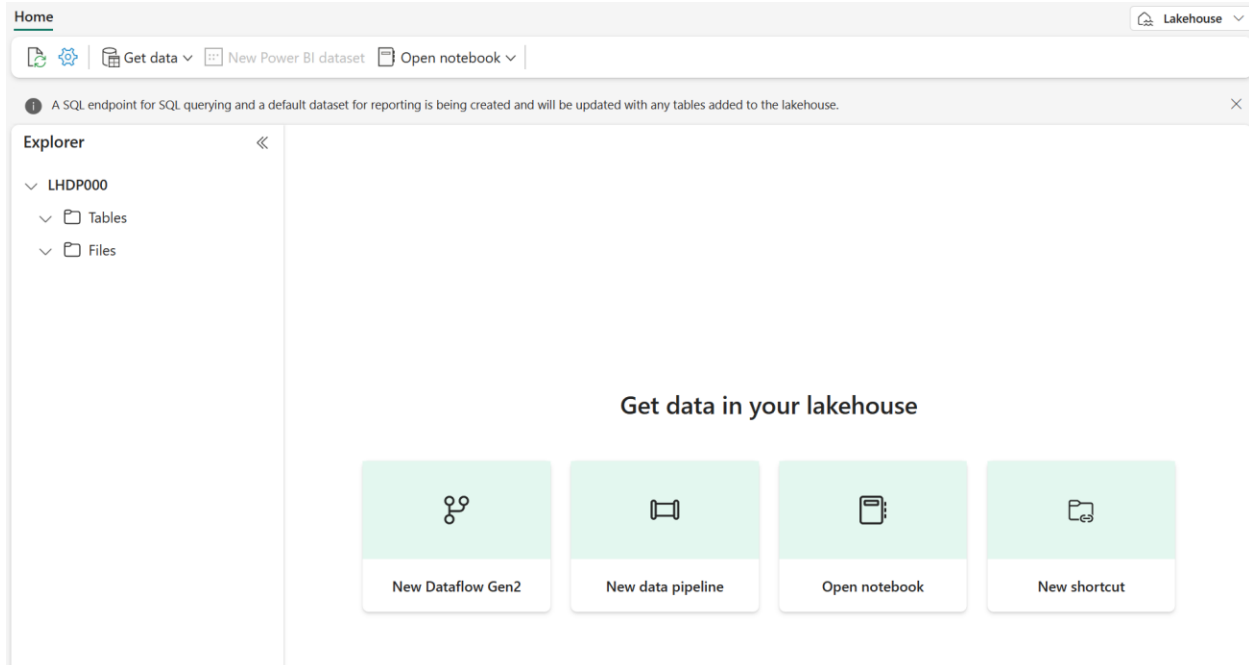 Home
Lakehouse
Get data
New Power BI dataset
Open notebook
A SQL endpoint for SQL querying and a default dataset for reporting is being created and will be updated with any tables added to the lakehouse.
Explorer
LHDP000
Tables
Files
Get data in your lakehouse
New Dataflow Gen2
New data pipeline
Open notebook
New shortcut